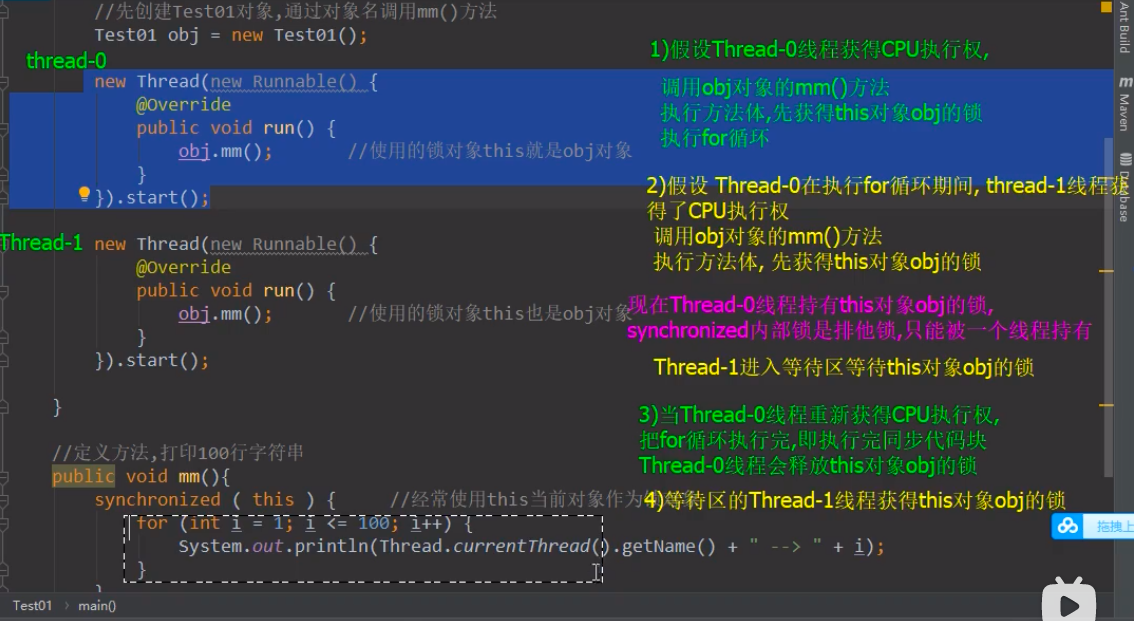 //先创建Test01对象,通过对象名调用mm()方法
Test01 obj = new Test01();
thread-0
new Thread(new Runnable() {
@Override
public void run() {
obj.mm(); //使用的锁对象this就是obj对象
}
}).start();
Thread-1
new Thread(new Runnable() {
@Override
public void run() {
obj.mm(); //使用的锁对象this也是obj对象
}
}).start();
}
//定义方法,打印100行字符串
public void mm(){
synchronized ( this ) { //经常使用this当前对象作为
for (int i = 1; i <= 100; i++) {
System.out.println(Thread.currentThread().getName() + " --> " + i);
}
}
1)假设Thread-0线程获得CPU执行权,
调用obj对象的mm()方法
执行方法体,先获得this对象obj的锁
执行for循环
2)假设 Thread-0在执行for循环期间, thread-1线程获
得了CPU执行权
调用obj对象的mm()方法
执行方法体, 先获得this对象obj的锁
现在Thread-0线程持有this对象obj的锁,
synchronized内部锁是排他锁,只能被一个线程持有
Thread-1进入等待区等待this对象obj的锁
3)当Thread-0线程重新获得CPU执行权,
把for循环执行完,即执行完同步代码块
Thread-0线程会释放this对象obj的锁
4)等待区的Thread-1线程获得this对象obj的锁
Ant Build
m Maven
Database
拖拽上
Test01 › main()